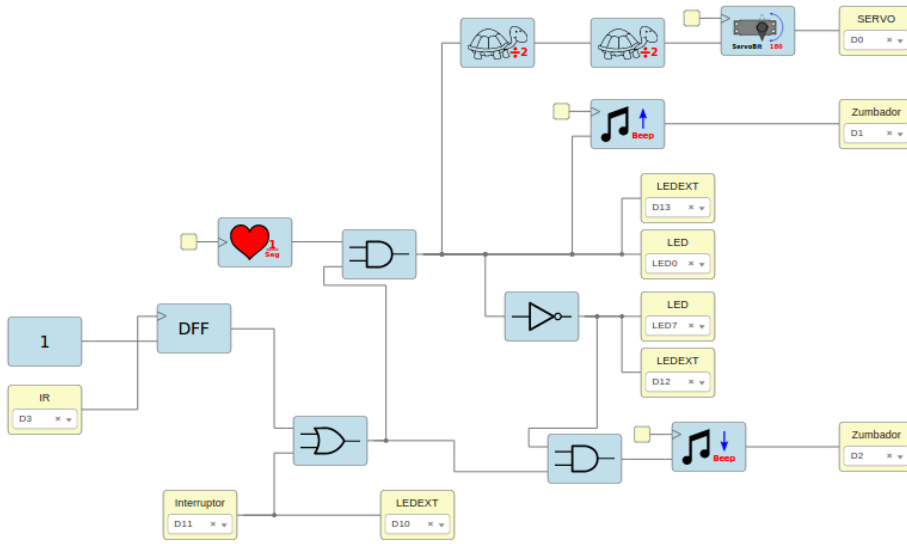 ÷2
÷2
ServoBit 180
SERVO
D0
Beep
Zumbador
D1
LEDEXT
D13
1
Seg
LED
LED0
LED
LED7
1
DFF
LEDEXT
D12
IR
D3
Beep
Zumbador
D2
Interruptor
D11
LEDEXT
D10